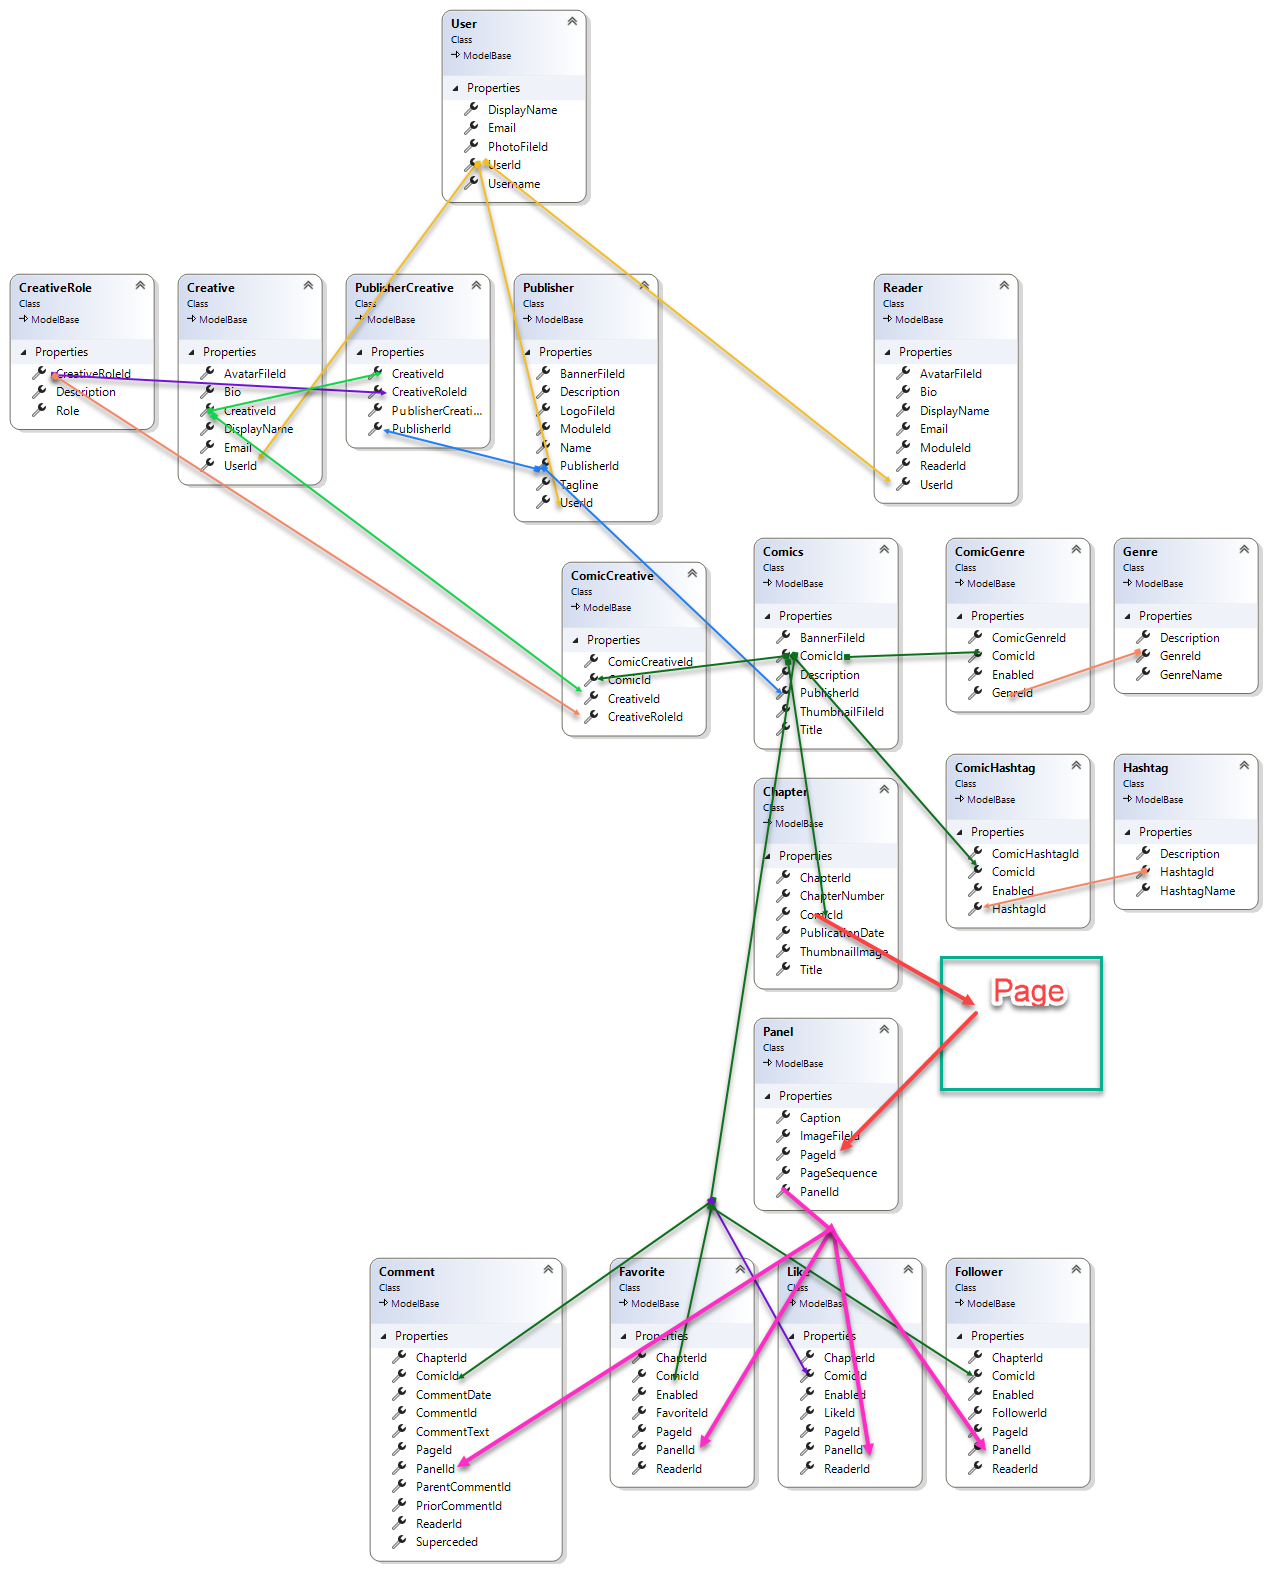 User
Class
ModelBase
Properties
DisplayName
Email
PhotoFileId
UserId
Username
CreativeRole
Class
ModelBase
Properties
CreativeRoleId
Description
Role
Creative
Class
ModelBase
Properties
AvatarFileId
Bio
CreativeId
DisplayName
Email
UserId
PublisherCreative
Class
ModelBase
Properties
CreativeId
CreativeRoleId
PublisherCreati...
PublisherId
Publisher
Class
ModelBase
Properties
BannerFileId
Description
LogoFileId
ModuleId
Name
PublisherId
Tagline
UserId
Reader
Class
ModelBase
Properties
AvatarFileId
Bio
DisplayName
Email
ModuleId
ReaderId
UserId
ComicCreative
Class
ModelBase
Properties
ComicCreativeId
ComicId
CreativeId
CreativeRoleId
Comics
Class
ModelBase
Properties
BannerFileId
ComicId
Description
PublisherId
ThumbnailFileId
Title
ComicGenre
Class
ModelBase
Properties
ComicGenreId
ComicId
Enabled
GenreId
Genre
Class
ModelBase
Properties
Description
GenreId
GenreName
Chapter
Class
ModelBase
Properties
ChapterId
ChapterNumber
ComicId
PublicationDate
ThumbnailImage
Title
ComicHashtag
Class
ModelBase
Properties
ComicHashtagId
ComicId
Enabled
HashtagId
Hashtag
Class
ModelBase
Properties
Description
HashtagId
HashtagName
Page
Panel
Class
ModelBase
Properties
Caption
ImageFileId
PageId
PageSequence
PanelId
Comment
Class
ModelBase
Properties
ChapterId
ComicId
CommentDate
CommentId
CommentText
PageId
PanelId
ParentCommentId
PriorCommentId
ReaderId
Superceded
Favorite
Class
ModelBase
Properties
ChapterId
ComicId
Enabled
FavoriteId
PageId
PanelId
ReaderId
Like
Class
ModelBase
Properties
ChapterId
ComicId
Enabled
LikeId
PageId
PanelId
ReaderId
Follower
Class
ModelBase
Properties
ChapterId
ComicId
Enabled
FollowerId
PageId
PanelId
ReaderId